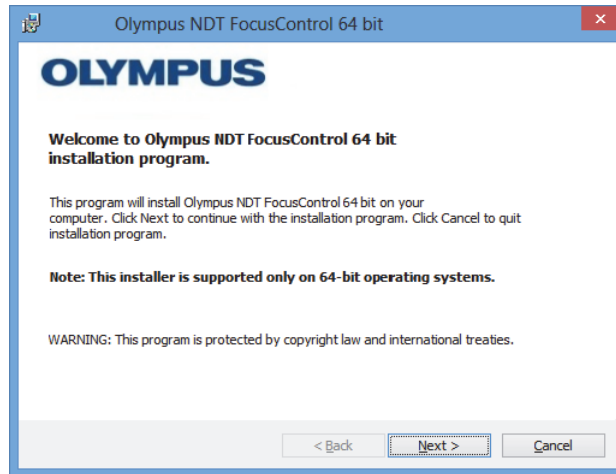 Olympus NDT FocusControl 64 bit
OLYMPUS
Welcome to Olympus NDT FocusControl 64 bit
installation program.
This program will install Olympus NDT FocusControl 64 bit on your
computer. Click Next to continue with the installation program. Click Cancel to quit
installation program.
Note: This installer is supported only on 64-bit operating systems.
WARNING: This program is protected by copyright law and international treaties.
< Back Next > Cancel